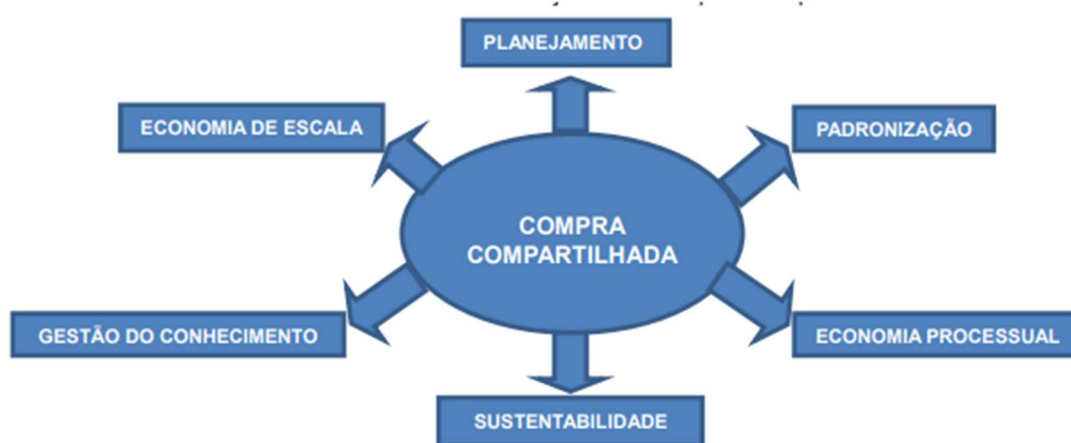 PLANEJAMENTO
ECONOMIA DE ESCALA
PADRONIZAÇÃO
COMPRA
COMPARTILHADA
GESTÃO DO CONHECIMENTO
ECONOMIA PROCESSUAL
SUSTENTABILIDADE